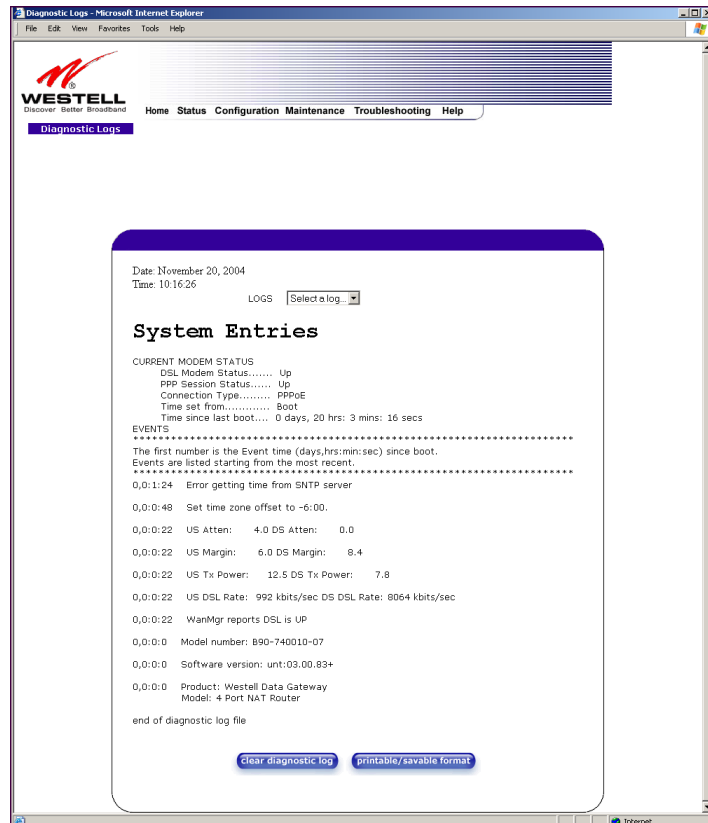 Diagnostic Logs - Microsoft Internet Explorer
File Edit View Favorites Tools Help
®
WESTELL
Discover Better Broadband
Home Status Configuration Maintenance Troubleshooting Help
Diagnostic Logs
Date: November 20, 2004
Time: 10:16:26
LOGS Select a log...
System Entries
CURRENT MODEM STATUS
DSL Modem Status....... Up
PPP Session Status...... Up
Connection Type......... PPPoE
Time set from............. Boot
Time since last boot.... 0 days, 20 hrs: 3 mins: 16 secs
EVENTS
**********************************************************************
The first number is the Event time (days,hrs:min:sec) since boot.
Events are listed starting from the most recent.
**********************************************************************
0,0:1:24 Error getting time from SNTP server
0,0:0:48 Set time zone offset to -6:00.
0,0:0:22 US Atten: 4.0 DS Atten: 0.0
0,0:0:22 US Margin: 6.0 DS Margin: 8.4
0,0:0:22 US Tx Power: 12.5 DS Tx Power: 7.8
0,0:0:22 US DSL Rate: 992 kbits/sec DS DSL Rate: 8064 kbits/sec
0,0:0:22 WanMgr reports DSL is UP
0,0:0:0 Model number: B90-740010-07
0,0:0:0 Software version: unt:03.00.83+
0,0:0:0 Product: Westell Data Gateway
Model: 4 Port NAT Router
end of diagnostic log file
clear diagnostic log printable/savable format
Internet